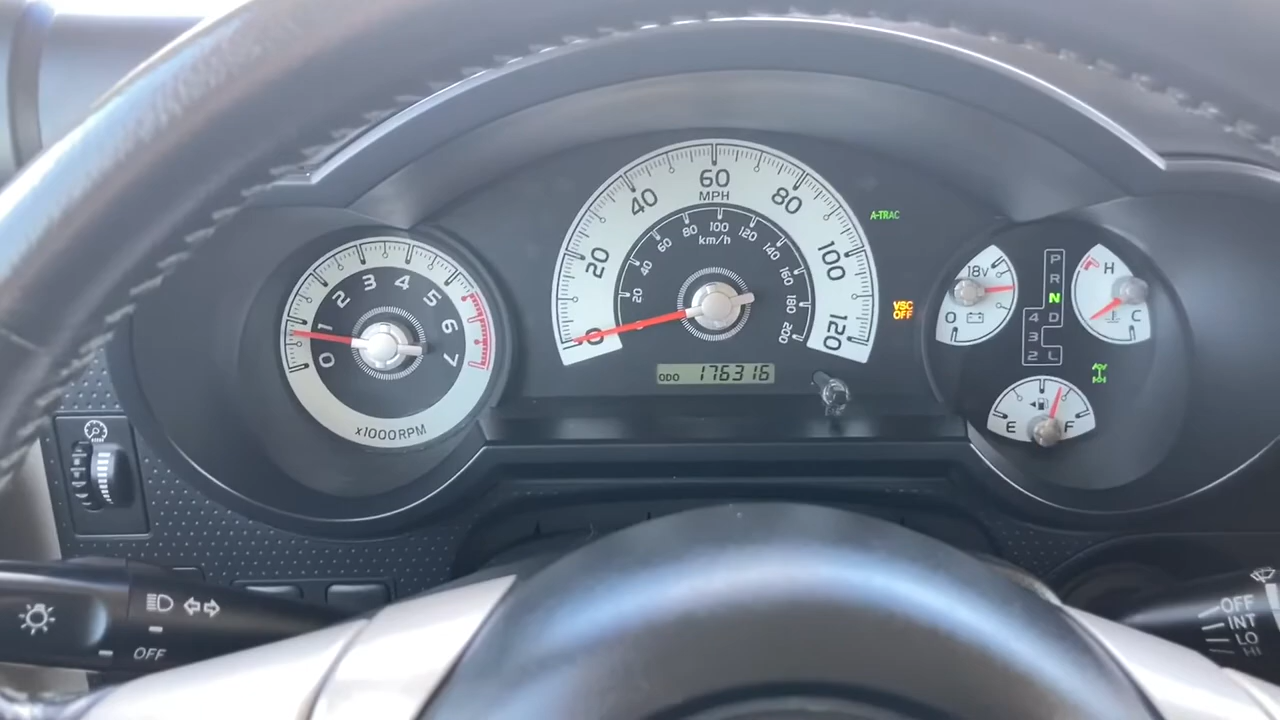 0 1 2 3 4 5 6 7
x1000RPM
0 20 40 60 80 100 120
MPH
20 40 60 80 100 120 140 160 180 200
km/h
ODO 176316
A-TRAC
VSC
OFF
18V
O
P
R
N
4 D
3
2 L
H
C
E F
OFF
OFF
INT
LO
HI